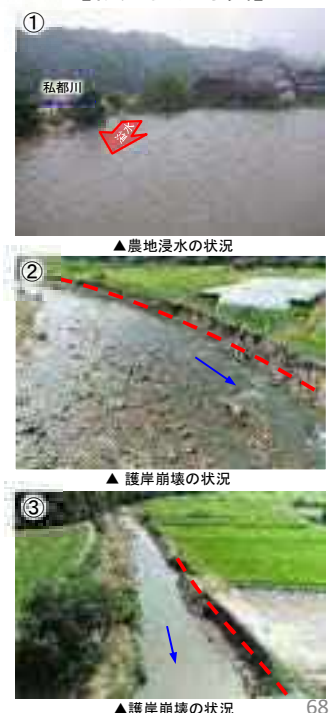 ①
私都川
溢水
▲農地浸水の状況
②
▲ 護岸崩壊の状況
③
▲護岸崩壊の状況
68